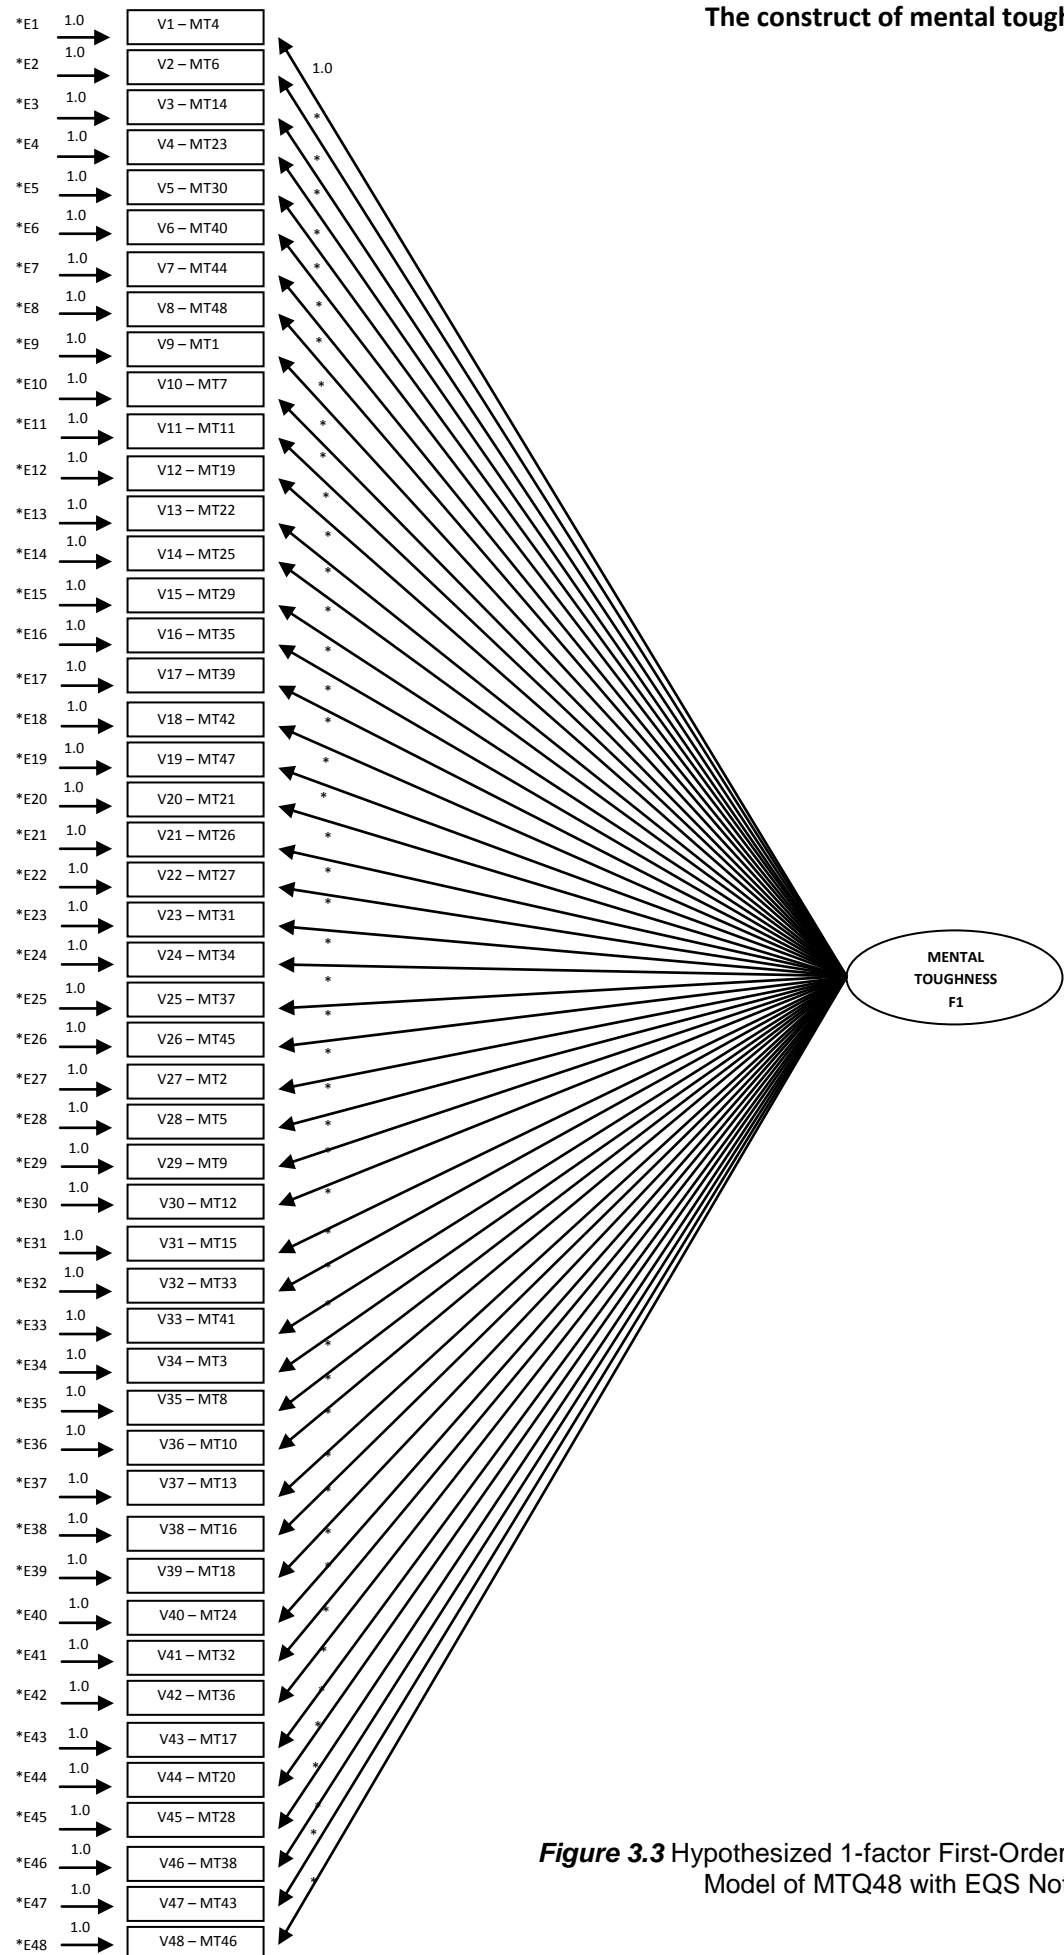 The construct of mental tough
*E1 1.0 V1 – MT4
1.0
*E2 1.0 V2 – MT6
*E3 1.0 V3 – MT14
*
*E4 1.0 V4 – MT23
*
*E5 1.0 V5 – MT30
*
*E6 1.0 V6 – MT40
*
*E7 1.0 V7 – MT44
*
*E8 1.0 V8 – MT48
*
*E9 1.0 V9 – MT1
*
*E10 1.0 V10 – MT7
*
*E11 1.0 V11 – MT11
*
*E12 1.0 V12 – MT19
*
*E13 1.0 V13 – MT22
*
*E14 1.0 V14 – MT25
*
*E15 1.0 V15 – MT29
*
*E16 1.0 V16 – MT35
*
*E17 1.0 V17 – MT39
*
*E18 1.0 V18 – MT42
*
*E19 1.0 V19 – MT47
*
*E20 1.0 V20 – MT21
*
*E21 1.0 V21 – MT26
*
*E22 1.0 V22 – MT27
*
*E23 1.0 V23 – MT31
*
*E24 1.0 V24 – MT34
*
*E25 1.0 V25 – MT37
*
*E26 1.0 V26 – MT45
*
*E27 1.0 V27 – MT2
*
*E28 1.0 V28 – MT5
*
*E29 1.0 V29 – MT9
*
*E30 1.0 V30 – MT12
*
*E31 1.0 V31 – MT15
*
*E32 1.0 V32 – MT33
*
*E33 1.0 V33 – MT41
*
*E34 1.0 V34 – MT3
*
*E35 1.0 V35 – MT8
*
*E36 1.0 V36 – MT10
*
*E37 1.0 V37 – MT13
*
*E38 1.0 V38 – MT16
*
*E39 1.0 V39 – MT18
*
*E40 1.0 V40 – MT24
*
*E41 1.0 V41 – MT32
*
*E42 1.0 V42 – MT36
*
*E43 1.0 V43 – MT17
*
*E44 1.0 V44 – MT20
*
*E45 1.0 V45 – MT28
*
*E46 1.0 V46 – MT38
*
*E47 1.0 V47 – MT43
*
*E48 1.0 V48 – MT46
MENTAL
TOUGHNESS
F1
Figure 3.3 Hypothesized 1-factor First-Order
Model of MTQ48 with EQS Not